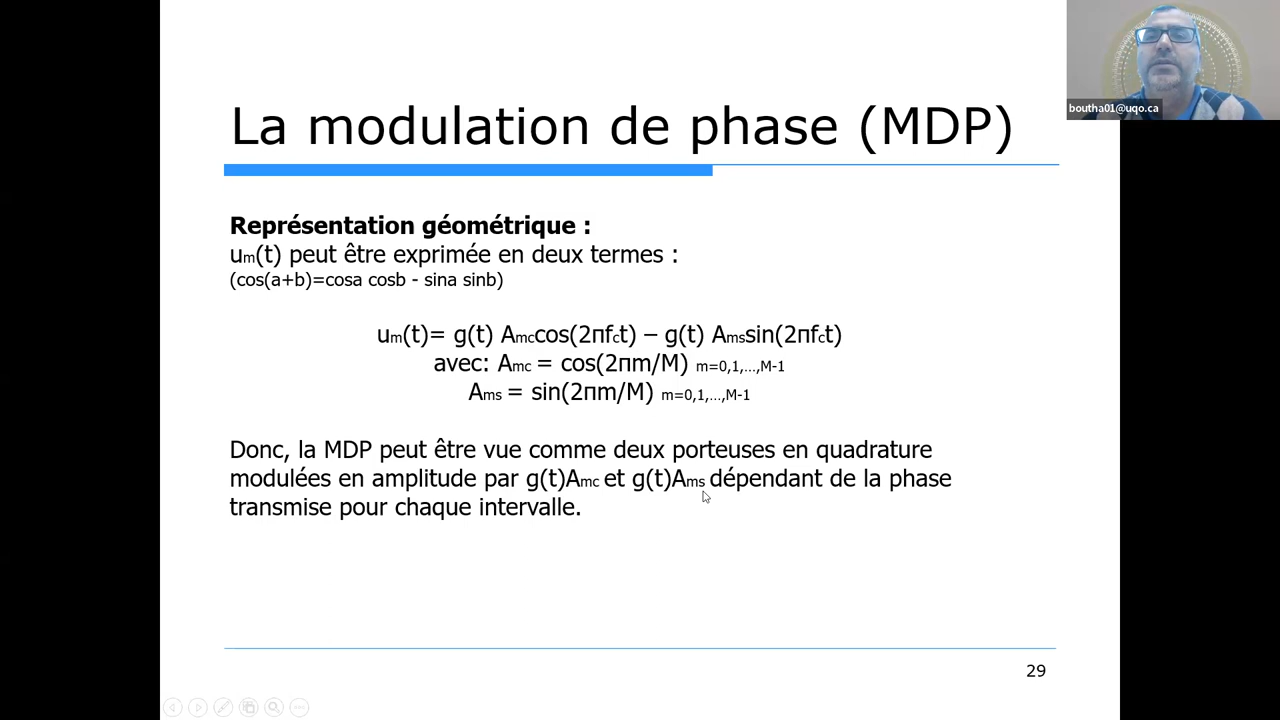 boutha01@uqo.ca
La modulation de phase (MDP)
Représentation géométrique :
um(t) peut être exprimée en deux termes :
(cos(a+b)=cosa cosb - sina sinb)
um(t)= g(t) Amccos(2πfct) – g(t) Amssin(2πfct)
avec: Amc = cos(2πm/M) m=0,1,…,M-1
Ams = sin(2πm/M) m=0,1,…,M-1
Donc, la MDP peut être vue comme deux porteuses en quadrature
modulées en amplitude par g(t)Amc et g(t)Ams dépendant de la phase
transmise pour chaque intervalle.
29